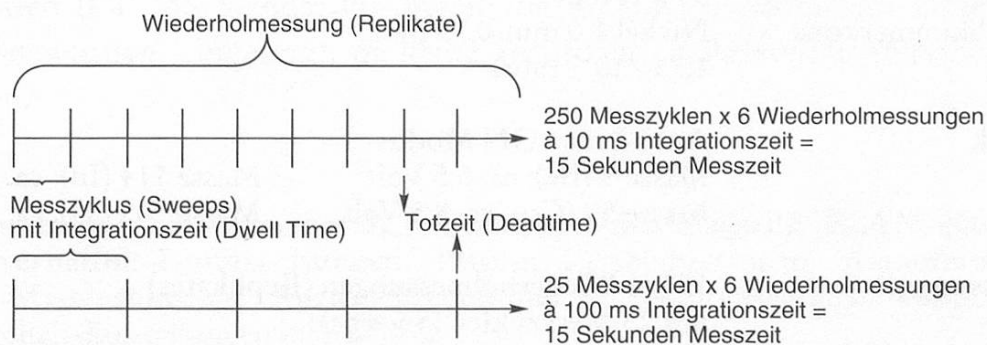 Wiederholmessung (Replikate)
250 Messzyklen x 6 Wiederholmessungen
à 10 ms Integrationszeit =
15 Sekunden Messzeit
Messzyklus (Sweeps)
mit Integrationszeit (Dwell Time)
Totzeit (Deadtime)
25 Messzyklen x 6 Wiederholmessungen
à 100 ms Integrationszeit =
15 Sekunden Messzeit